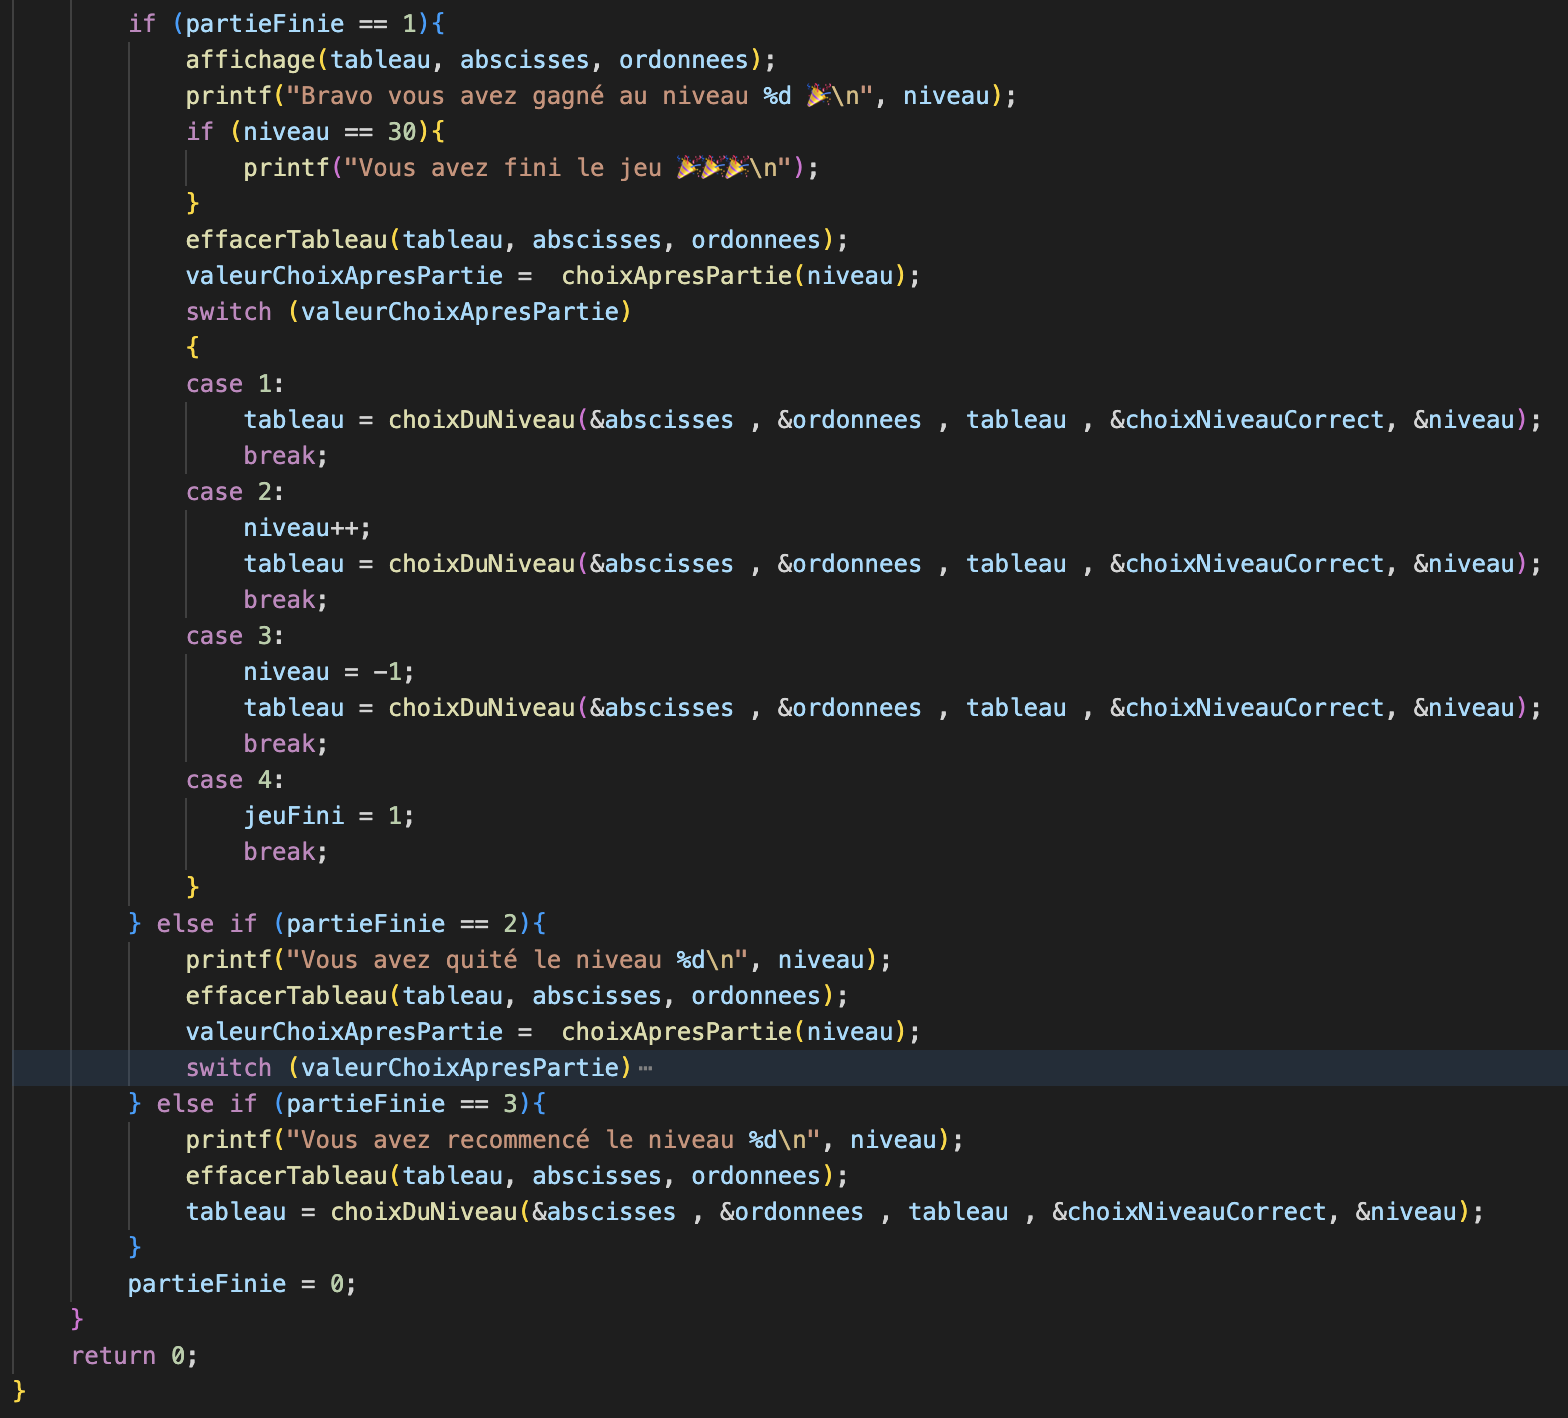 if (partieFinie == 1){
affichage(tableau, abscisses, ordonnees);
printf("Bravo vous avez gagné au niveau %d 🎉\n", niveau);
if (niveau == 30){
printf("Vous avez fini le jeu 🎉🎉🎉\n");
}
effacerTableau(tableau, abscisses, ordonnees);
valeurChoixApresPartie =  choixApresPartie(niveau);
switch (valeurChoixApresPartie)
{
case 1:
tableau = choixDuNiveau(&abscisses , &ordonnees , tableau , &choixNiveauCorrect, &niveau);
break;
case 2:
niveau++;
tableau = choixDuNiveau(&abscisses , &ordonnees , tableau , &choixNiveauCorrect, &niveau);
break;
case 3:
niveau = -1;
tableau = choixDuNiveau(&abscisses , &ordonnees , tableau , &choixNiveauCorrect, &niveau);
break;
case 4:
jeuFini = 1;
break;
}
} else if (partieFinie == 2){
printf("Vous avez quité le niveau %d\n", niveau);
effacerTableau(tableau, abscisses, ordonnees);
valeurChoixApresPartie =  choixApresPartie(niveau);
switch (valeurChoixApresPartie) ⋯
} else if (partieFinie == 3){
printf("Vous avez recommencé le niveau %d\n", niveau);
effacerTableau(tableau, abscisses, ordonnees);
tableau = choixDuNiveau(&abscisses , &ordonnees , tableau , &choixNiveauCorrect, &niveau);
}
partieFinie = 0;
}
return 0;
}